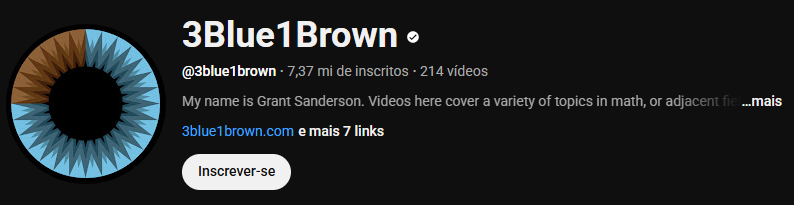 3Blue1Brown
@3blue1brown · 7,37 mi de inscritos · 214 vídeos
My name is Grant Sanderson. Videos here cover a variety of topics in math, or adjacent ...mais
3blue1brown.com e mais 7 links
Inscrever-se